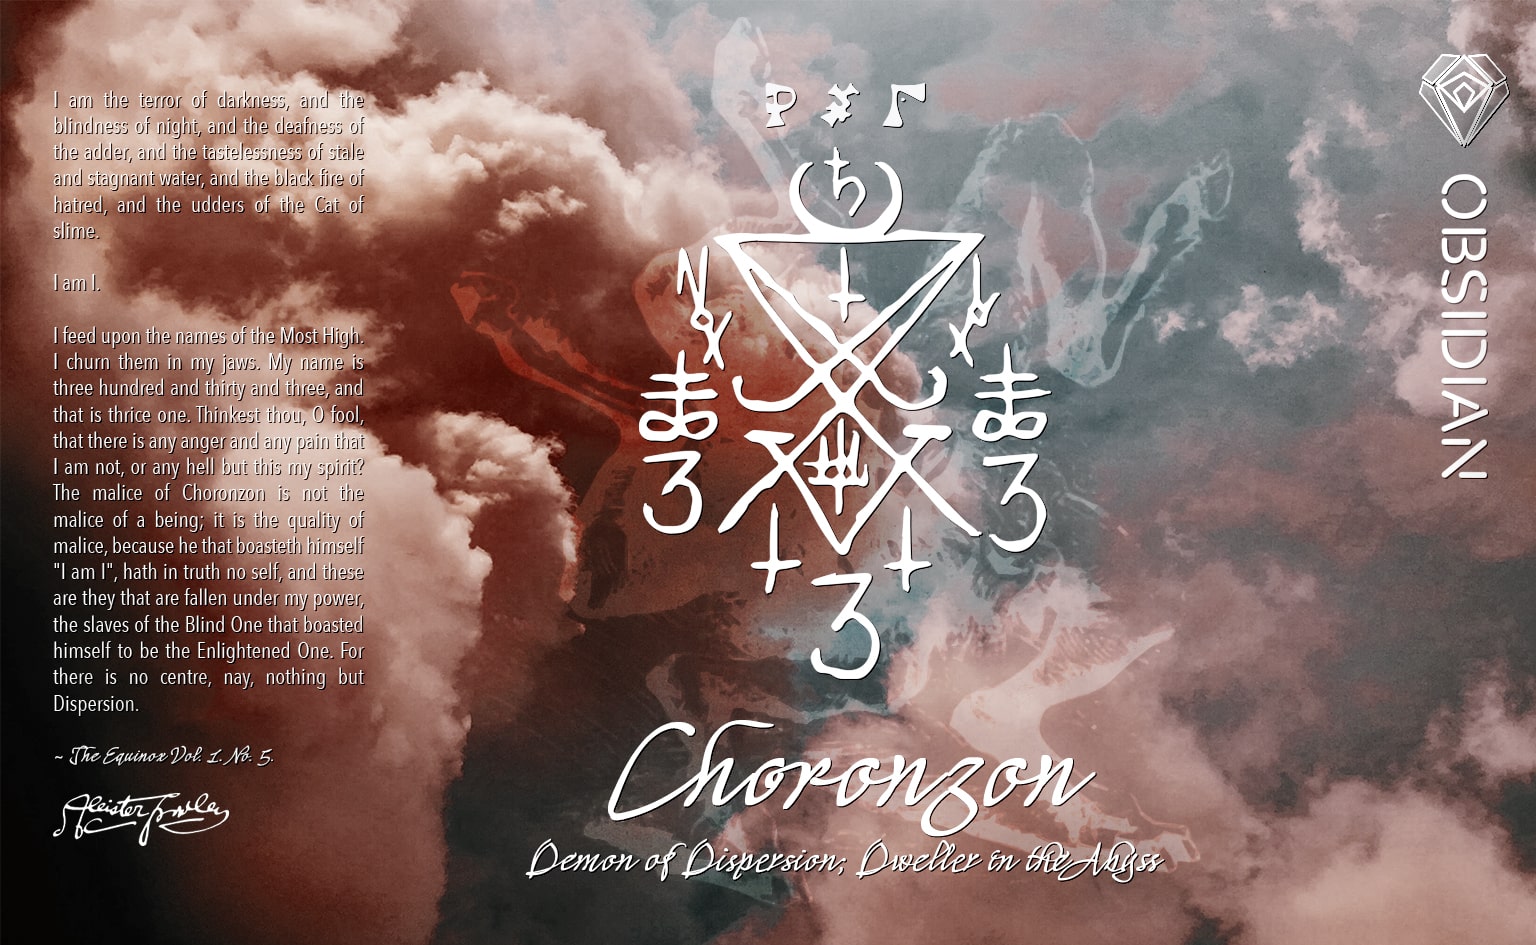 I am the terror of darkness, and the
blindness of night, and the deafness of
the adder, and the tastelessness of stale
and stagnant water, and the black fire of
hatred, and the udders of the Cat of
slime.
I am I.
I feed upon the names of the Most High.
I churn them in my jaws. My name is
three hundred and thirty and three, and
that is thrice one. Thinkest thou, O fool,
that there is any anger and any pain that
I am not, or any hell but this my spirit?
The malice of Choronzon is not the
malice of a being; it is the quality of
malice, because he that boasteth himself
"I am I", hath in truth no self, and these
are they that are fallen under my power,
the slaves of the Blind One that boasted
himself to be the Enlightened One. For
there is no centre, nay, nothing but
Dispersion.
~ The Equinox Vol. 1. No. 5.
Aleister Crowley
3 3
3
Choronzon
Demon of Dispersion; Dweller in the Abyss
OBSIDIAN